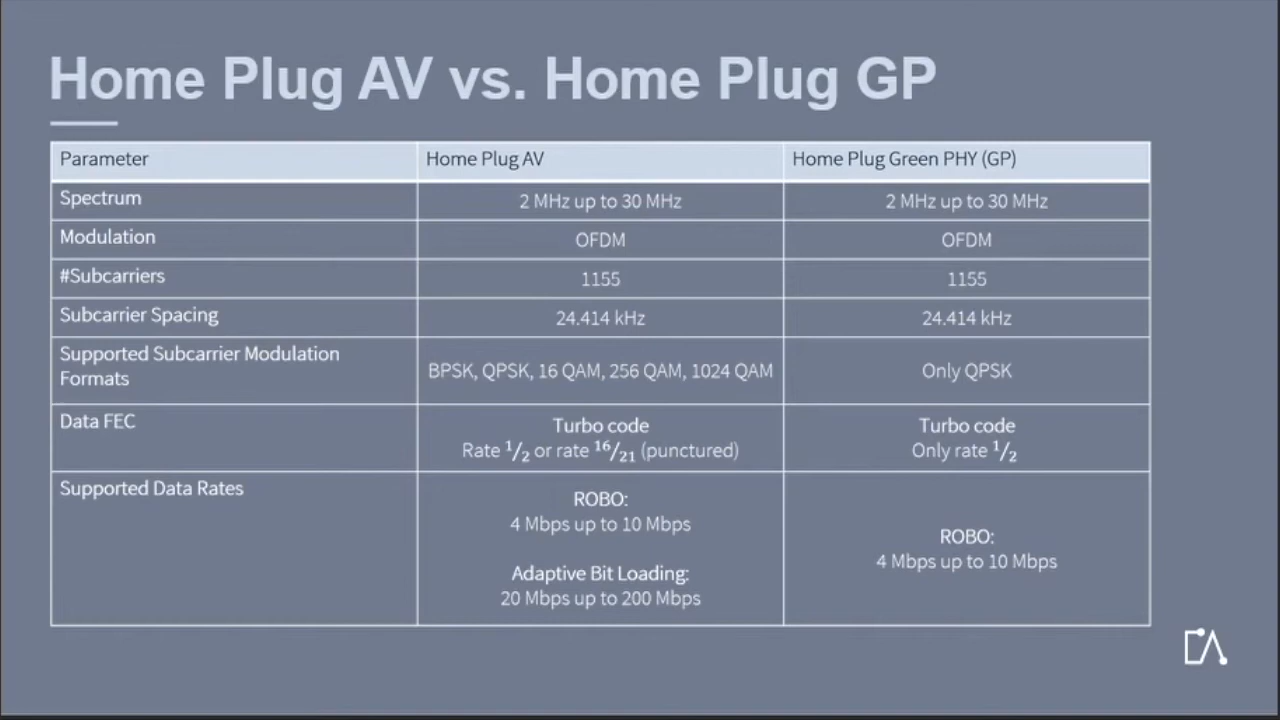 Home Plug AV vs. Home Plug GP
Parameter
Home Plug AV
Home Plug Green PHY (GP)
Spectrum
2 MHz up to 30 MHz
2 MHz up to 30 MHz
Modulation
OFDM
OFDM
#Subcarriers
1155
1155
Subcarrier Spacing
24.414 kHz
24.414 kHz
Supported Subcarrier Modulation
Formats
BPSK, QPSK, 16 QAM, 256 QAM, 1024 QAM
Only QPSK
Data FEC
Turbo code
Rate 1/2 or rate 16/21 (punctured)
Turbo code
Only rate 1/2
Supported Data Rates
ROBO:
4 Mbps up to 10 Mbps
Adaptive Bit Loading:
20 Mbps up to 200 Mbps
ROBO:
4 Mbps up to 10 Mbps